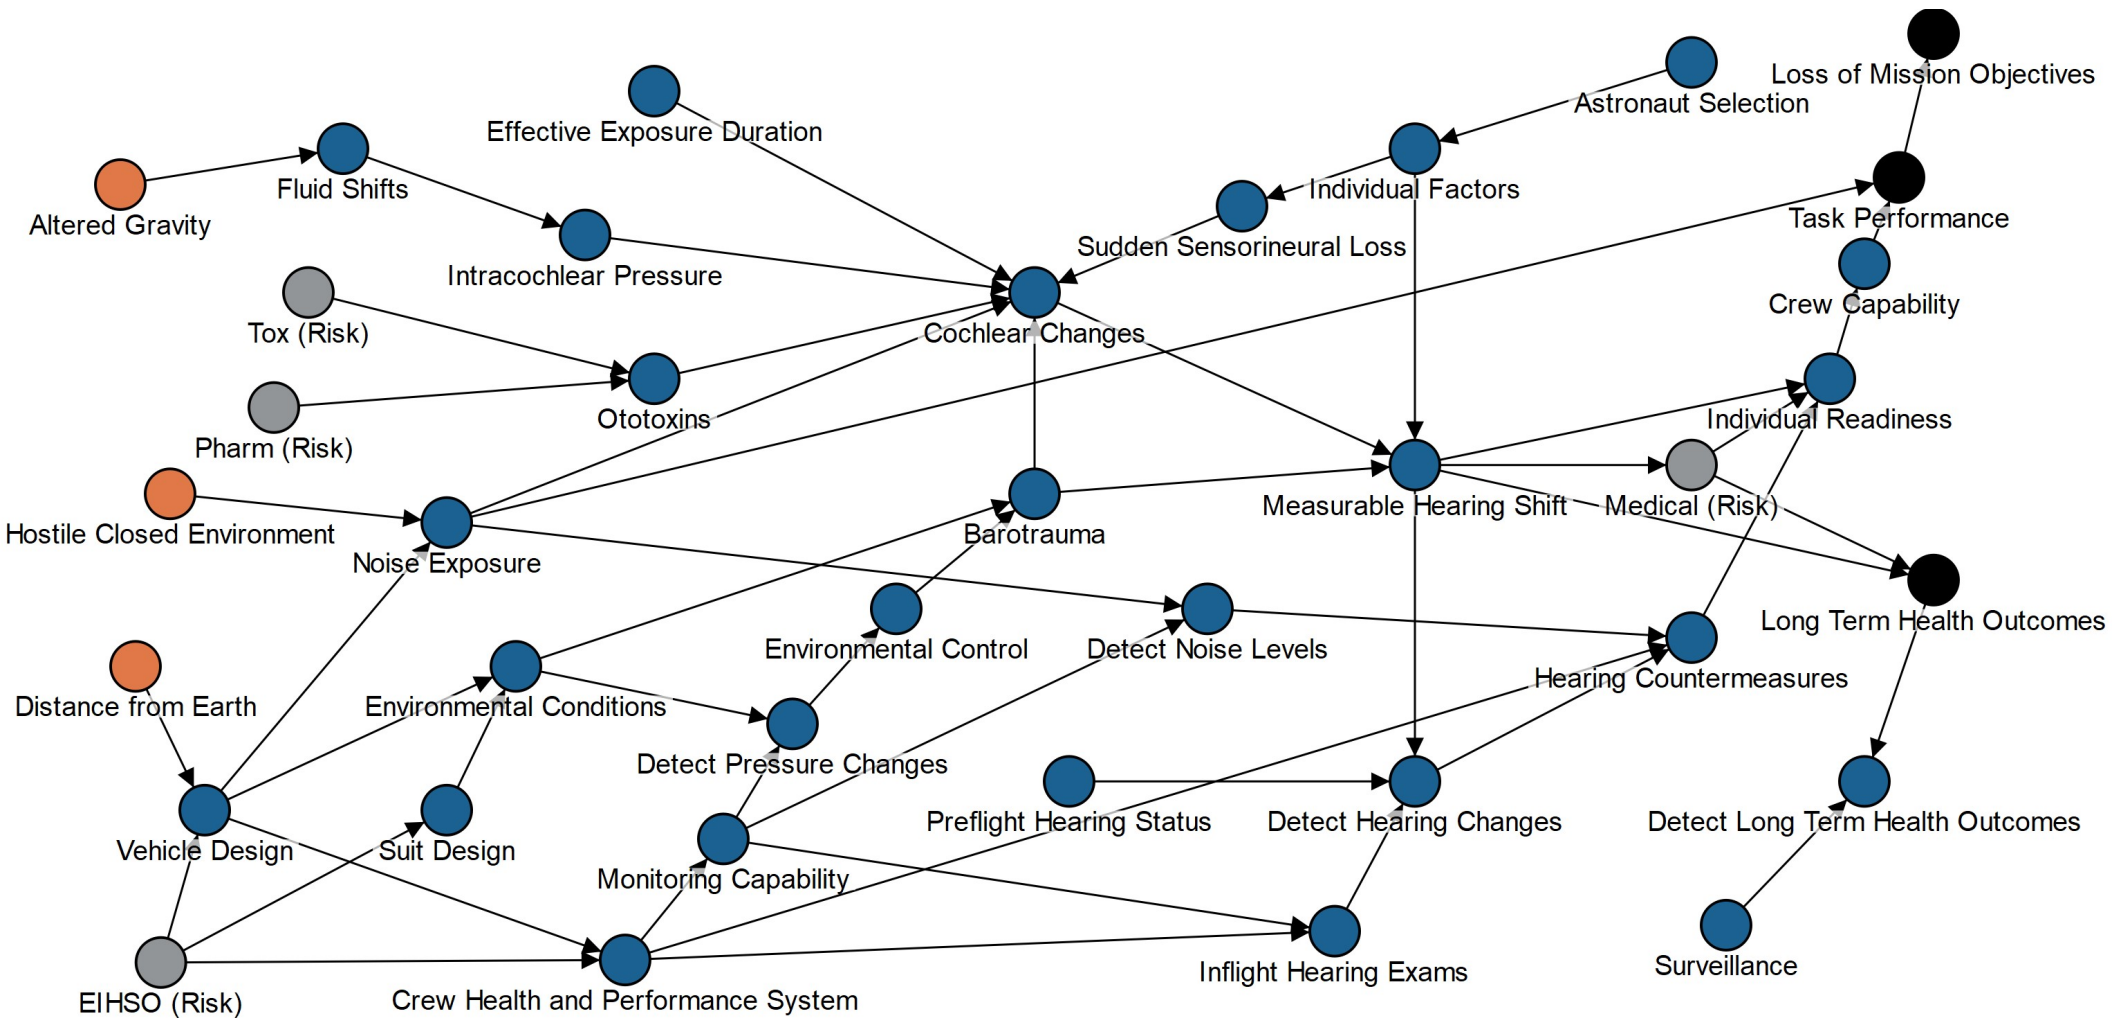 Loss of Mission Objectives
Astronaut Selection
Effective Exposure Duration
Fluid Shifts
Individual Factors
Altered Gravity
Task Performance
Sudden Sensorineural Loss
Intracochlear Pressure
Crew Capability
Tox (Risk)
Cochlear Changes
Ototoxins
Individual Readiness
Pharm (Risk)
Measurable Hearing Shift
Medical (Risk)
Hostile Closed Environment
Barotrauma
Noise Exposure
Long Term Health Outcomes
Environmental Control
Detect Noise Levels
Hearing Countermeasures
Distance from Earth
Environmental Conditions
Detect Pressure Changes
Preflight Hearing Status
Detect Hearing Changes
Detect Long Term Health Outcomes
Vehicle Design
Suit Design
Monitoring Capability
Surveillance
Inflight Hearing Exams
EIHSO (Risk)
Crew Health and Performance System